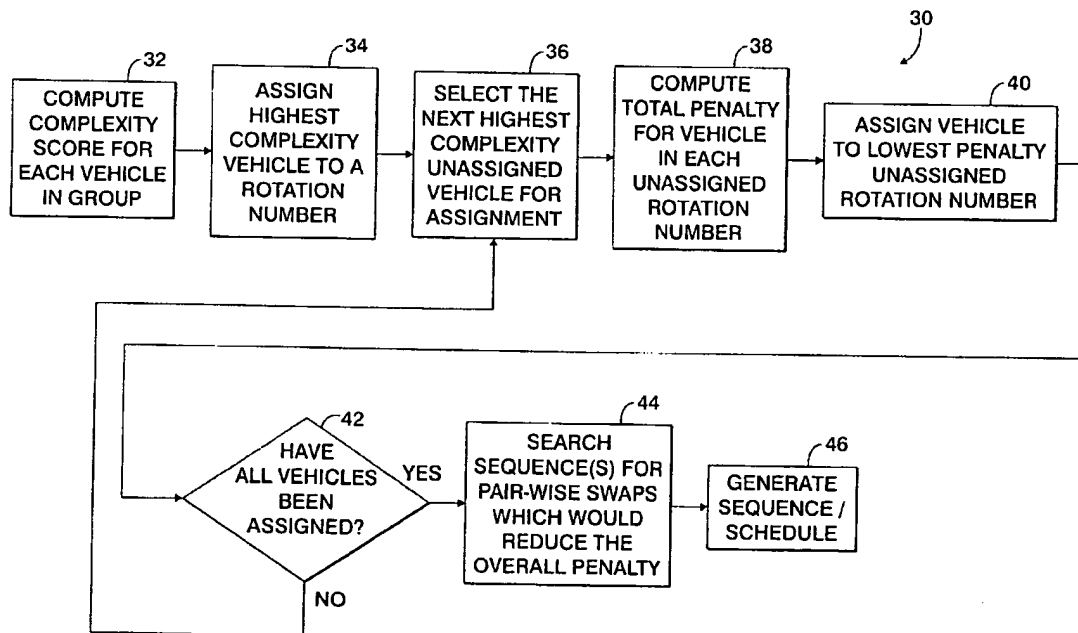 30
32
COMPUTE
COMPLEXITY
SCORE FOR
EACH VEHICLE
IN GROUP
34
ASSIGN
HIGHEST
COMPLEXITY
VEHICLE TO A
ROTATION
NUMBER
36
SELECT THE
NEXT HIGHEST
COMPLEXITY
UNASSIGNED
VEHICLE FOR
ASSIGNMENT
38
COMPUTE
TOTAL PENALTY
FOR VEHICLE
IN EACH
UNASSIGNED
ROTATION
NUMBER
40
ASSIGN VEHICLE
TO LOWEST PENALTY
UNASSIGNED
ROTATION NUMBER
42
HAVE
ALL VEHICLES
BEEN
ASSIGNED?
YES
NO
44
SEARCH
SEQUENCE(S) FOR
PAIR-WISE SWAPS
WHICH WOULD
REDUCE THE
OVERALL PENALTY
46
GENERATE
SEQUENCE /
SCHEDULE